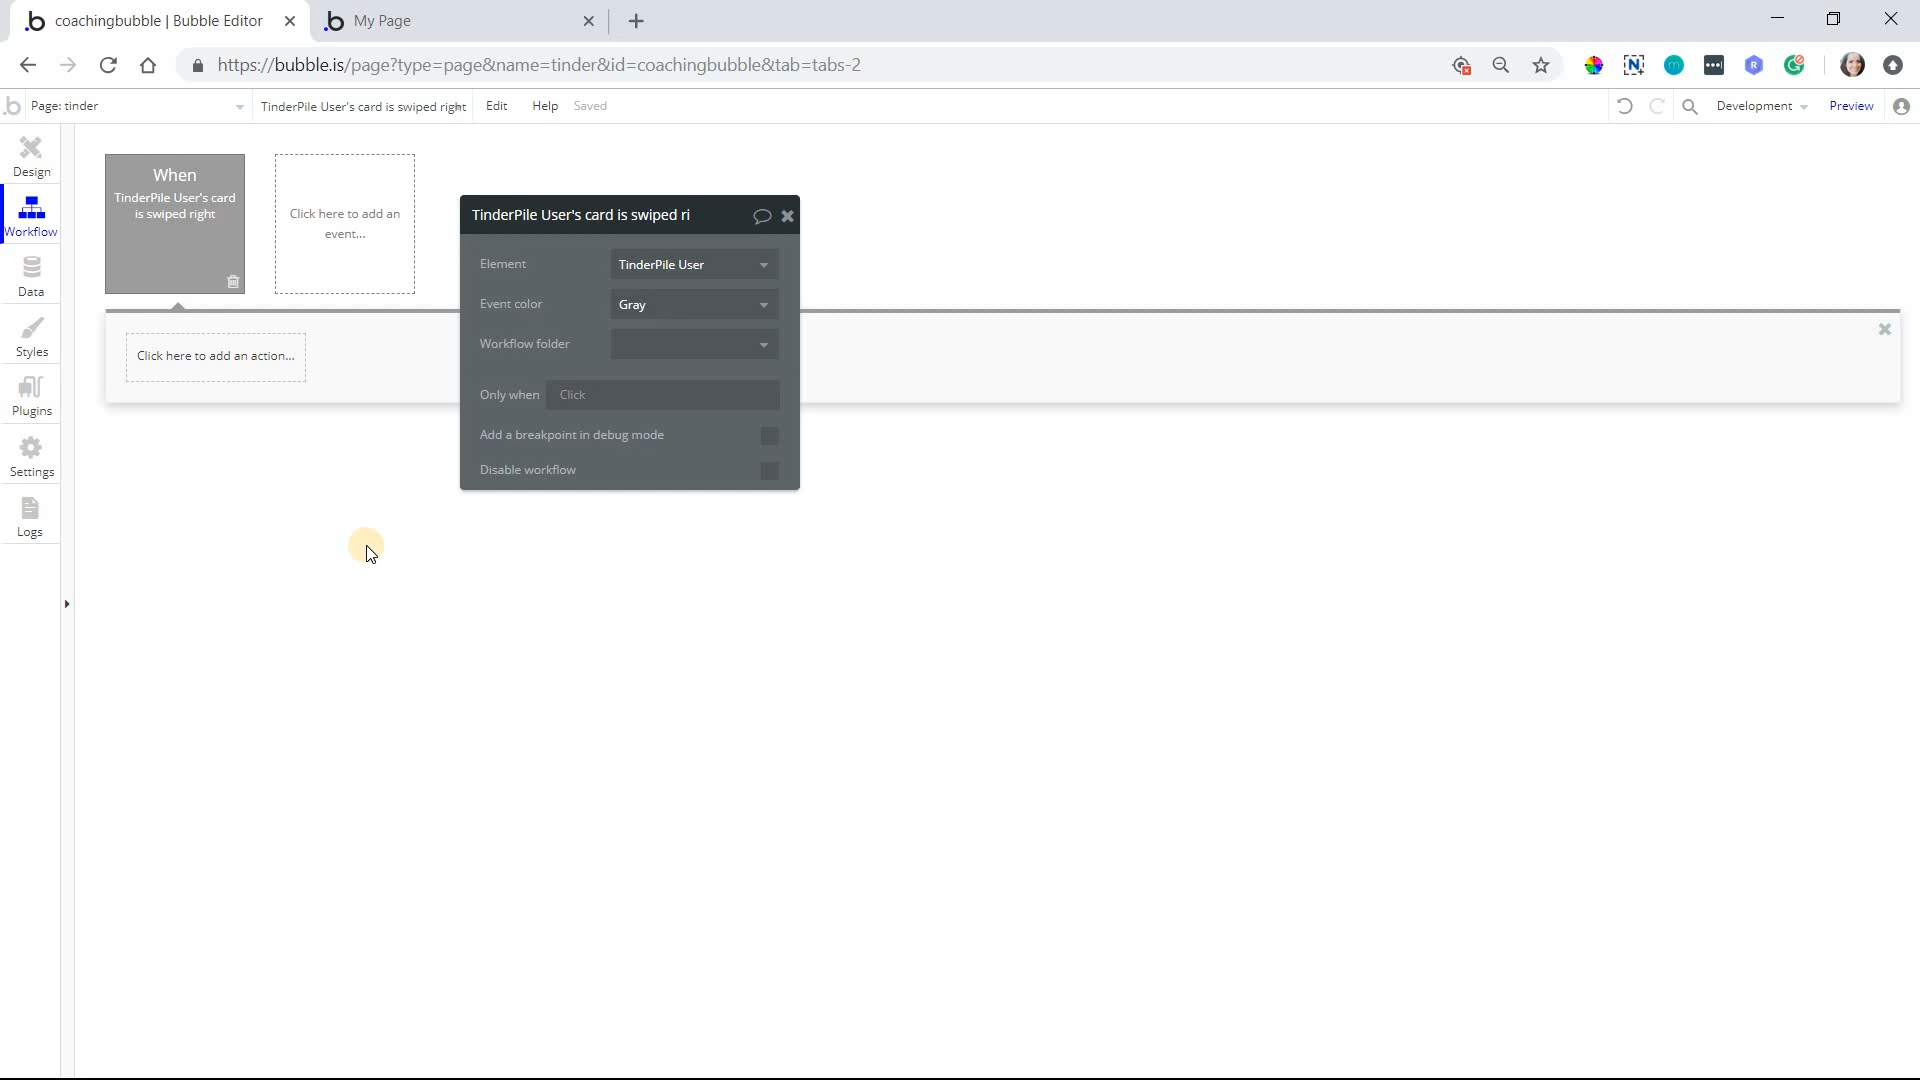 coachingbubble | Bubble Editor
My Page
https://bubble.is/page?type=page&name=tinder&id=coachingbubble&tab=tabs-2
Page: tinder
TinderPile User's card is swiped right
Edit
Help
Saved
Development
Preview
Design
Workflow
Data
Styles
Plugins
Settings
Logs
When
TinderPile User's card
is swiped right
Click here to add an
event...
Click here to add an action...
TinderPile User's card is swiped ri
Element
TinderPile User
Event color
Gray
Workflow folder
Only when
Click
Add a breakpoint in debug mode
Disable workflow